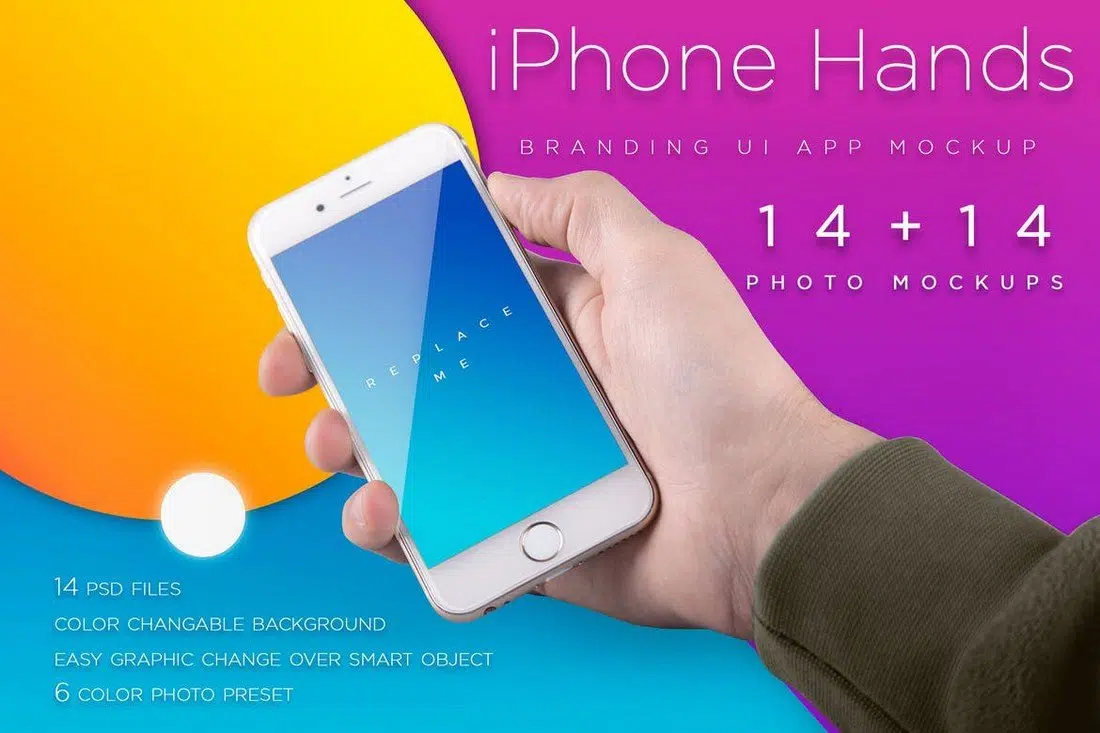 iPhone Hands
BRANDING UI APP MOCKUP
14 + 14
PHOTO MOCKUPS
REPLACE
ME
14 PSD FILES
COLOR CHANGABLE BACKGROUND
EASY GRAPHIC CHANGE OVER SMART OBJECT
6 COLOR PHOTO PRESET